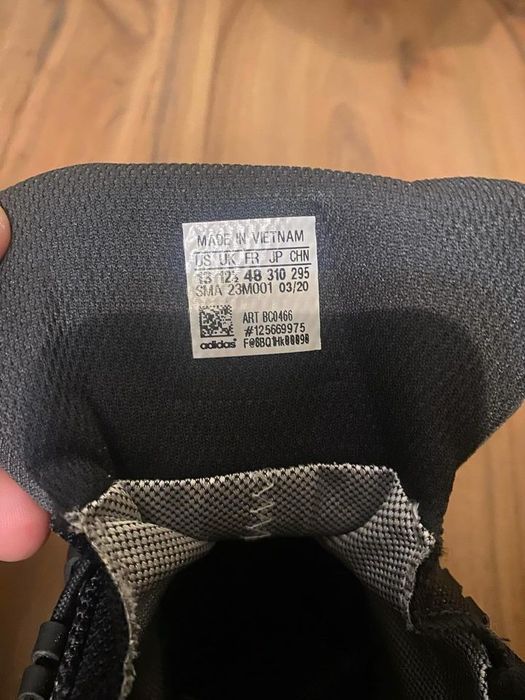 MADE IN VIETNAM
US UK FR JP CHN
13 12½ 48 310 295
SMA 23M001 03/20
ART BC0466
#125669975
adidas F@8BQ1Hk00090